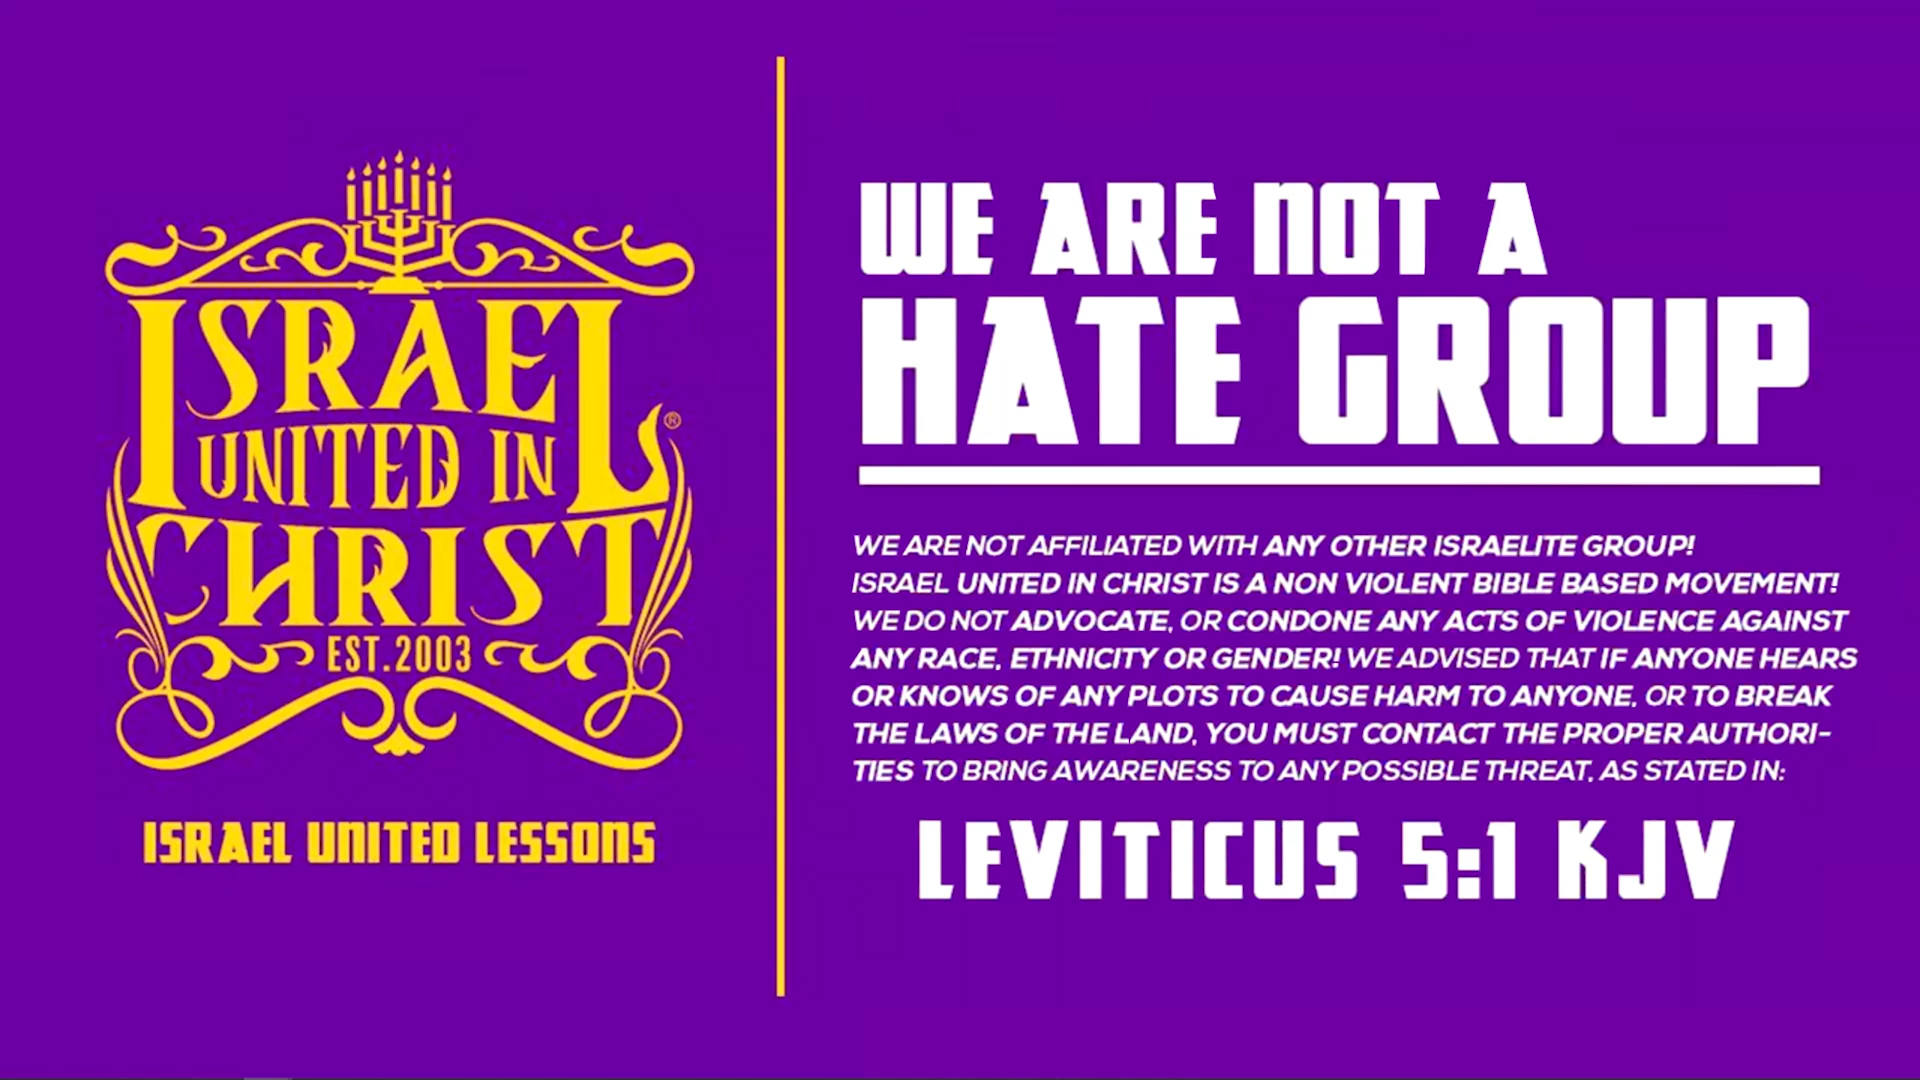 ISRAEL
UNITED IN
CHRIST®
EST. 2003
ISRAEL UNITED LESSONS
WE ARE NOT A
HATE GROUP
WE ARE NOT AFFILIATED WITH ANY OTHER ISRAELITE GROUP!
ISRAEL UNITED IN CHRIST IS A NON VIOLENT BIBLE BASED MOVEMENT!
WE DO NOT ADVOCATE, OR CONDONE ANY ACTS OF VIOLENCE AGAINST
ANY RACE, ETHNICITY OR GENDER! WE ADVISED THAT IF ANYONE HEARS
OR KNOWS OF ANY PLOTS TO CAUSE HARM TO ANYONE, OR TO BREAK
THE LAWS OF THE LAND, YOU MUST CONTACT THE PROPER AUTHORI-
TIES TO BRING AWARENESS TO ANY POSSIBLE THREAT, AS STATED IN:
LEVITICUS 5:1 KJV